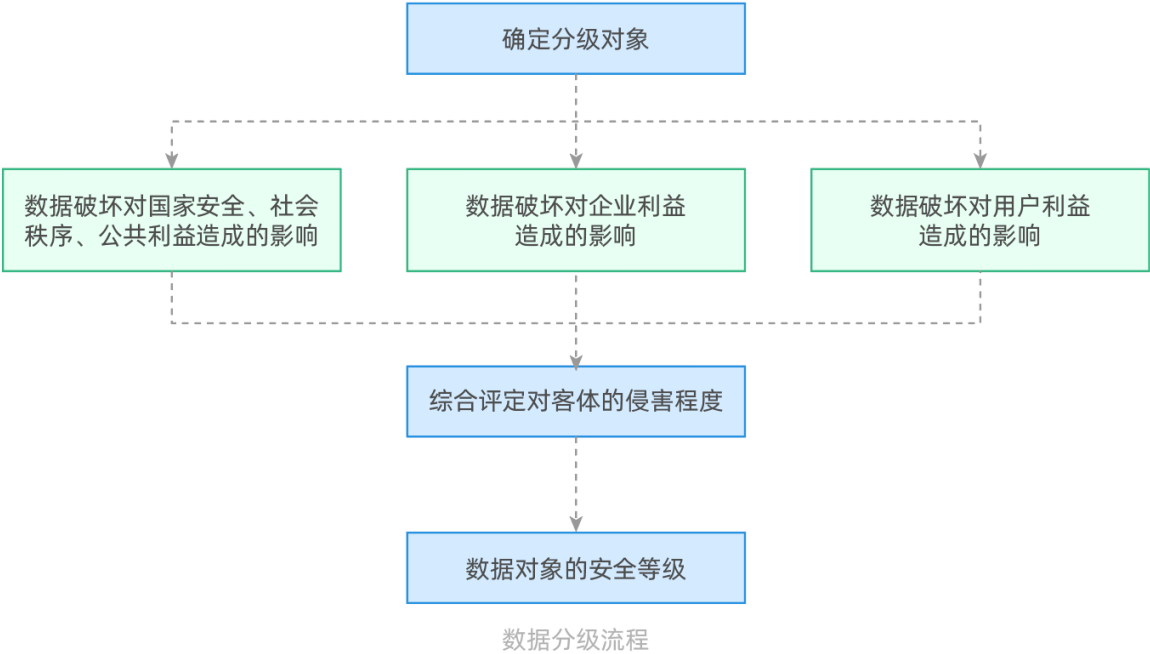 确定分级对象
数据破坏对国家安全、社会
秩序、公共利益造成的影响
数据破坏对企业利益
造成的影响
数据破坏对用户利益
造成的影响
综合评定对客体的侵害程度
数据对象的安全等级
数据分级流程